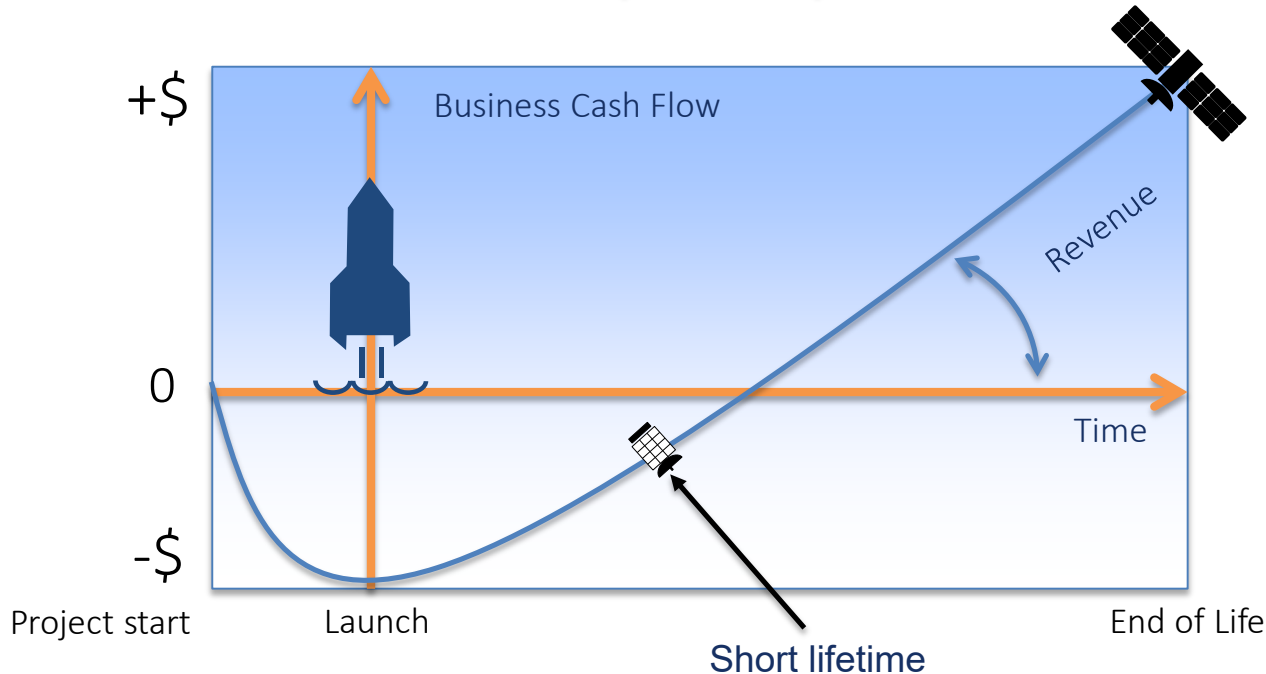 +$
Business Cash Flow
Revenue
0
Time
-$
Project start
Launch
End of Life
Short lifetime